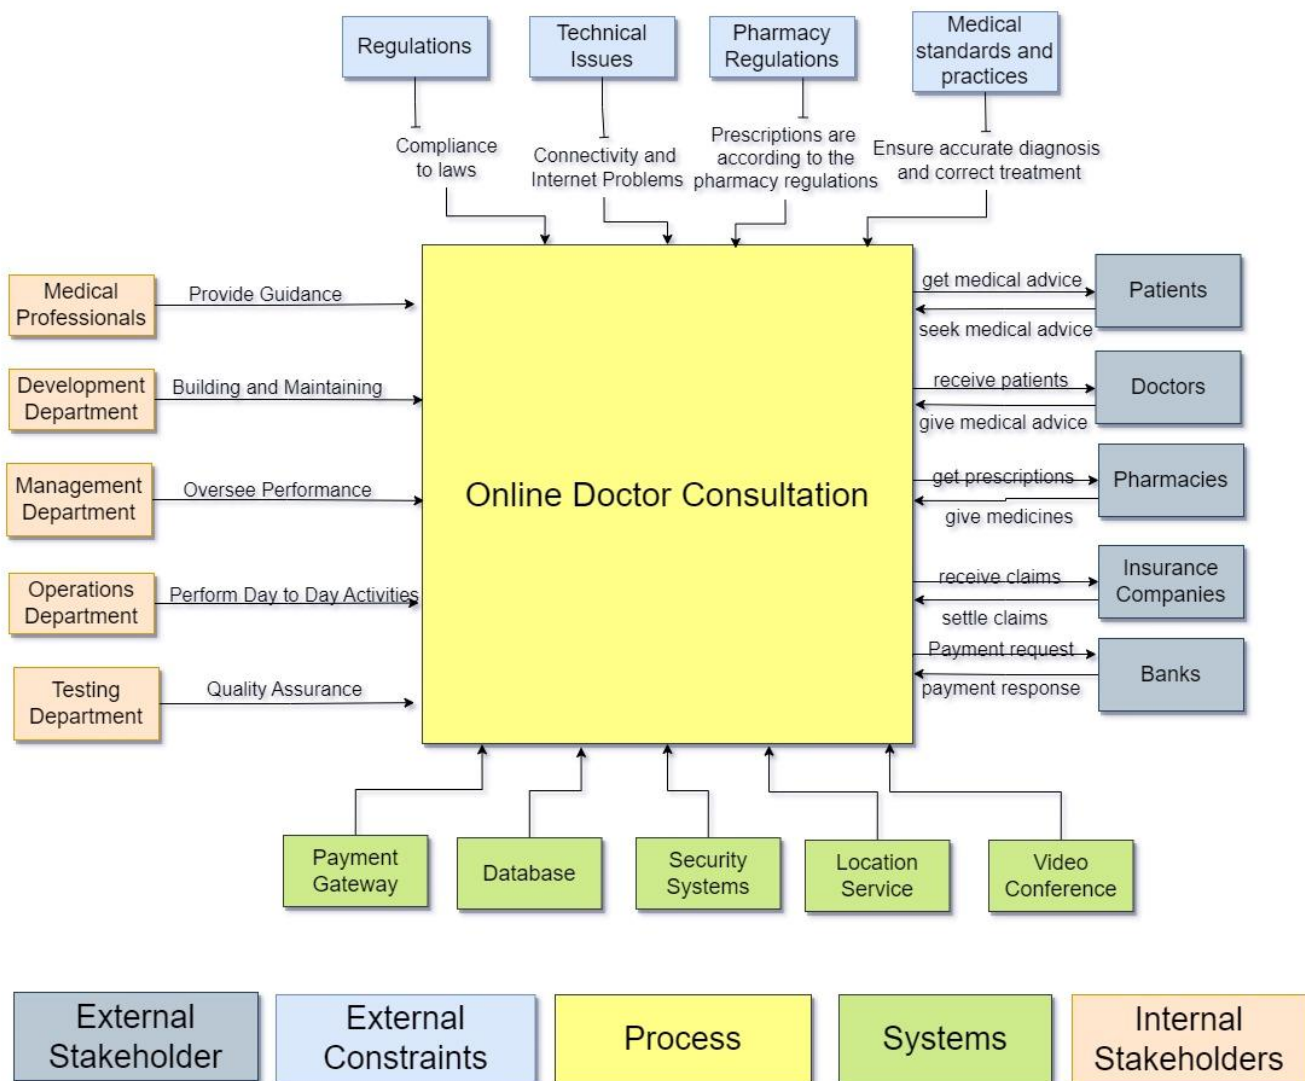 Regulations
Technical
Issues
Pharmacy
Regulations
Medical
standards and
practices
Compliance
to laws
Connectivity and
Internet Problems
Prescriptions are
according to the
pharmacy regulations
Ensure accurate diagnosis
and correct treatment
Medical
Professionals
Provide Guidance
Development
Department
Building and Maintaining
Management
Department
Oversee Performance
Operations
Department
Perform Day to Day Activities
Testing
Department
Quality Assurance
Online Doctor Consultation
get medical advice
seek medical advice
Patients
receive patients
give medical advice
Doctors
get prescriptions
give medicines
Pharmacies
receive claims
settle claims
Insurance
Companies
Payment request
payment response
Banks
Payment
Gateway
Database
Security
Systems
Location
Service
Video
Conference
External
Stakeholder
External
Constraints
Process
Systems
Internal
Stakeholders